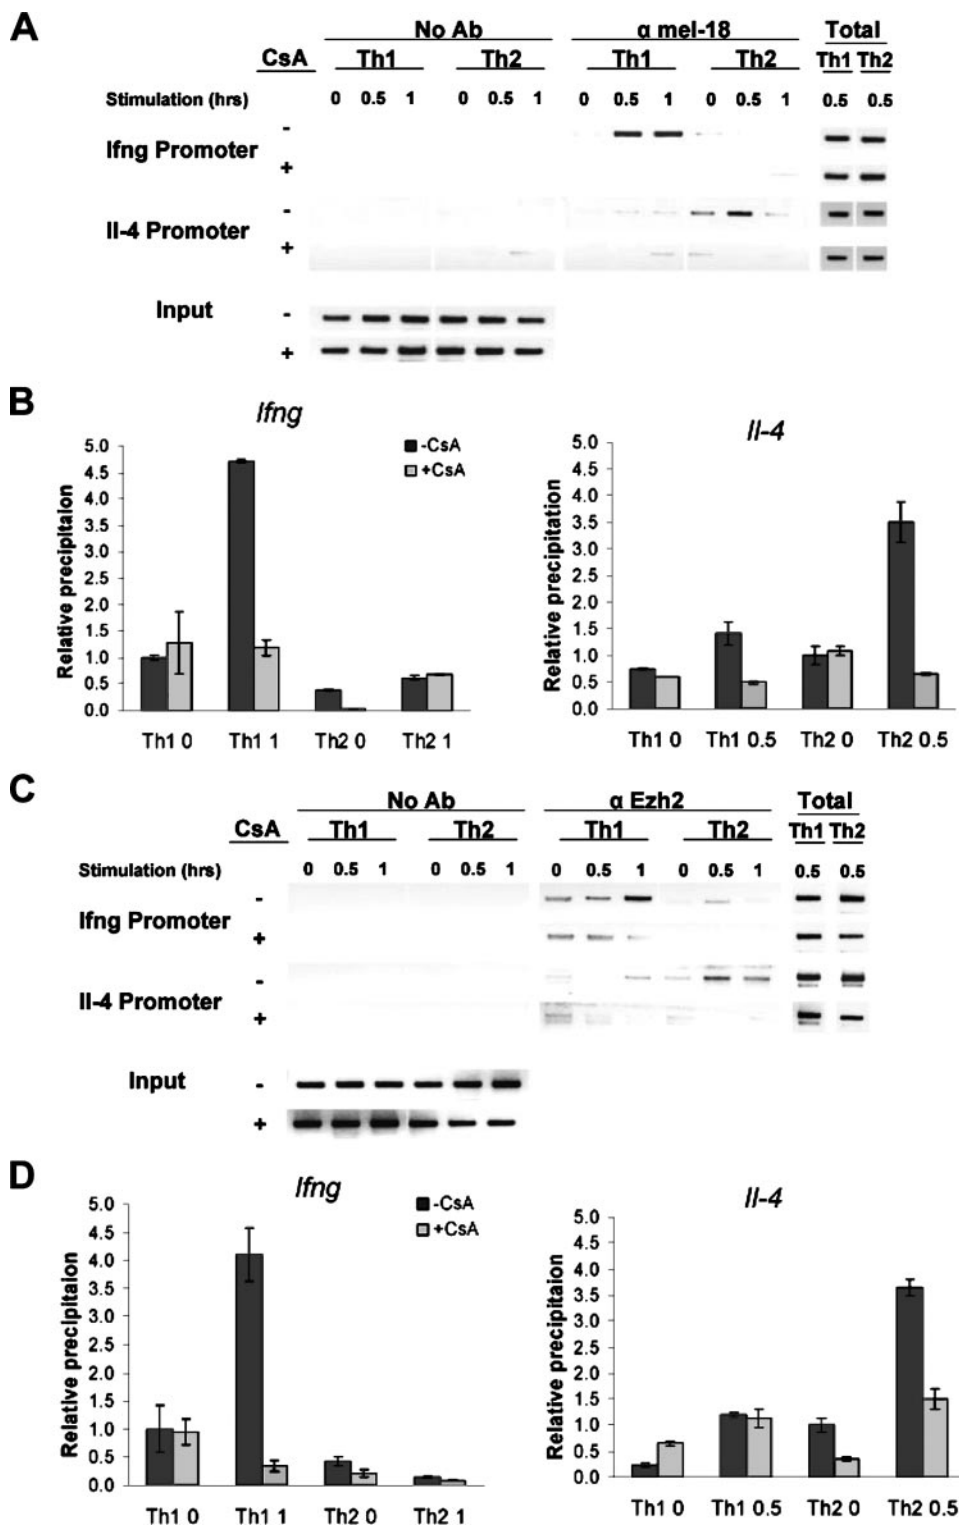 A
No Ab α mel-18 Total
CsA Th1 Th2 Th1 Th2 Th1 Th2
Stimulation (hrs) 0 0.5 1 0 0.5 1 0 0.5 1 0 0.5 1 0.5 0.5
-
Ifng Promoter
+
-
Il-4 Promoter
+
Input -
+
B
Ifng
-CsA
+CsA
Relative precipitaion
5.0
4.5
4.0
3.5
3.0
2.5
2.0
1.5
1.0
0.5
0.0
Th1 0 Th1 1 Th2 0 Th2 1
Il-4
Relative precipitation
5.0
4.5
4.0
3.5
3.0
2.5
2.0
1.5
1.0
0.5
0.0
Th1 0 Th1 0.5 Th2 0 Th2 0.5
C
No Ab α Ezh2 Total
CsA Th1 Th2 Th1 Th2 Th1 Th2
Stimulation (hrs) 0 0.5 1 0 0.5 1 0 0.5 1 0 0.5 1 0.5 0.5
-
Ifng Promoter
+
-
Il-4 Promoter
+
Input -
+
D
Ifng
-CsA
+CsA
Relative precipitaion
5.0
4.5
4.0
3.5
3.0
2.5
2.0
1.5
1.0
0.5
0.0
Th1 0 Th1 1 Th2 0 Th2 1
Il-4
Relative precipitation
5.0
4.5
4.0
3.5
3.0
2.5
2.0
1.5
1.0
0.5
0.0
Th1 0 Th1 0.5 Th2 0 Th2 0.5